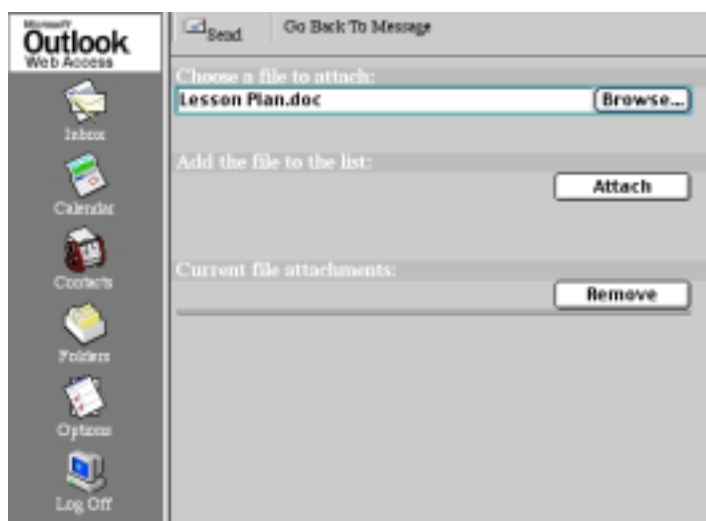 Microsoft
Outlook
Web Access
Inbox
Calendar
Contacts
Folders
Options
Log Off
Send
Go Back To Message
Choose a file to attach:
Lesson Plan.doc
Browse...
Add the file to the list:
Attach
Current file attachments:
Remove